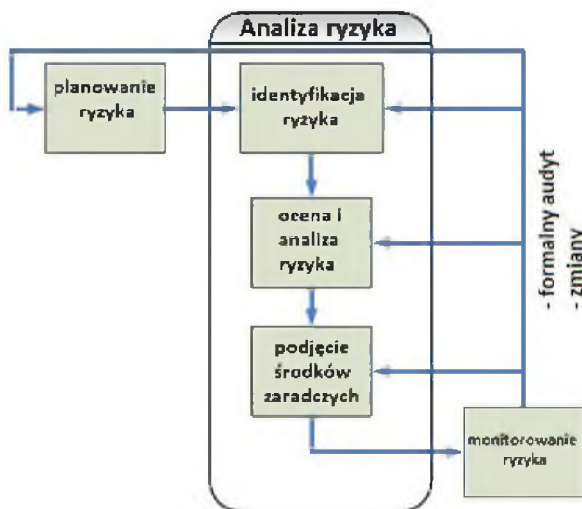 Analiza ryzyka
planowanie
ryzyka
identyfikacja
ryzyka
ocena i
analiza
ryzyka
podjęcie
środków
zaradczych
monitorowanie
ryzyka
- formalny audyt
- zmiany